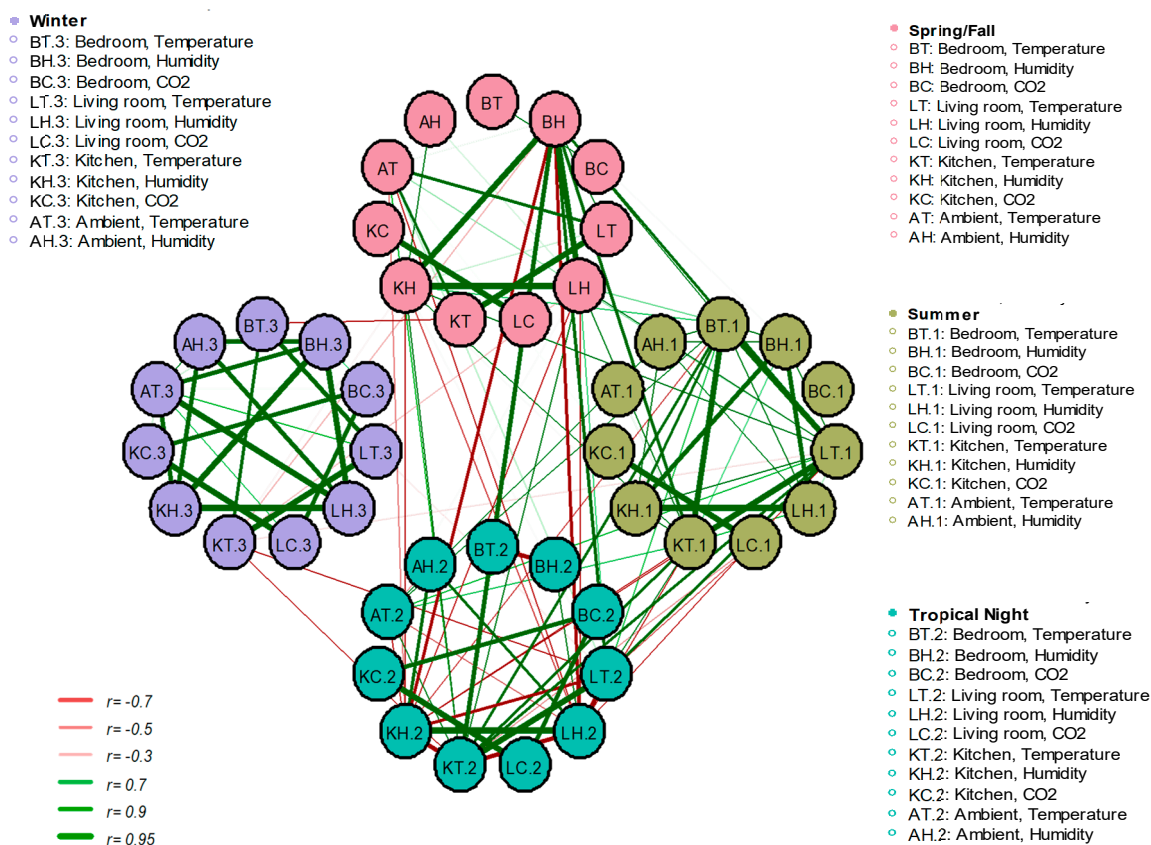 Winter
BT.3: Bedroom, Temperature
BH.3: Bedroom, Humidity
BC.3: Bedroom, CO2
LT.3: Living room, Temperature
LH.3: Living room, Humidity
LC.3: Living room, CO2
KT.3: Kitchen, Temperature
KH.3: Kitchen, Humidity
KC.3: Kitchen, CO2
AT.3: Ambient, Temperature
AH.3: Ambient, Humidity
Spring/Fall
BT: Bedroom, Temperature
BH: Bedroom, Humidity
BC: Bedroom, CO2
LT: Living room, Temperature
LH: Living room, Humidity
LC: Living room, CO2
KT: Kitchen, Temperature
KH: Kitchen, Humidity
KC: Kitchen, CO2
AT: Ambient, Temperature
AH: Ambient, Humidity
BT
AH
BH
AT
BC
KC
LT
KH
LH
KT
LC
BT.3
AH.3
BH.3
AT.3
BC.3
KC.3
LT.3
KH.3
LH.3
KT.3
LC.3
BT.1
AH.1
BH.1
AT.1
BC.1
KC.1
LT.1
KH.1
LH.1
KT.1
LC.1
Summer
BT.1: Bedroom, Temperature
BH.1: Bedroom, Humidity
BC.1: Bedroom, CO2
LT.1: Living room, Temperature
LH.1: Living room, Humidity
LC.1: Living room, CO2
KT.1: Kitchen, Temperature
KH.1: Kitchen, Humidity
KC.1: Kitchen, CO2
AT.1: Ambient, Temperature
AH.1: Ambient, Humidity
BT.2
AH.2
BH.2
AT.2
BC.2
KC.2
LT.2
KH.2
LH.2
KT.2
LC.2
Tropical Night
BT.2: Bedroom, Temperature
BH.2: Bedroom, Humidity
BC.2: Bedroom, CO2
LT.2: Living room, Temperature
LH.2: Living room, Humidity
LC.2: Living room, CO2
KT.2: Kitchen, Temperature
KH.2: Kitchen, Humidity
KC.2: Kitchen, CO2
AT.2: Ambient, Temperature
AH.2: Ambient, Humidity
r= -0.7
r= -0.5
r= -0.3
r= 0.7
r= 0.9
r= 0.95